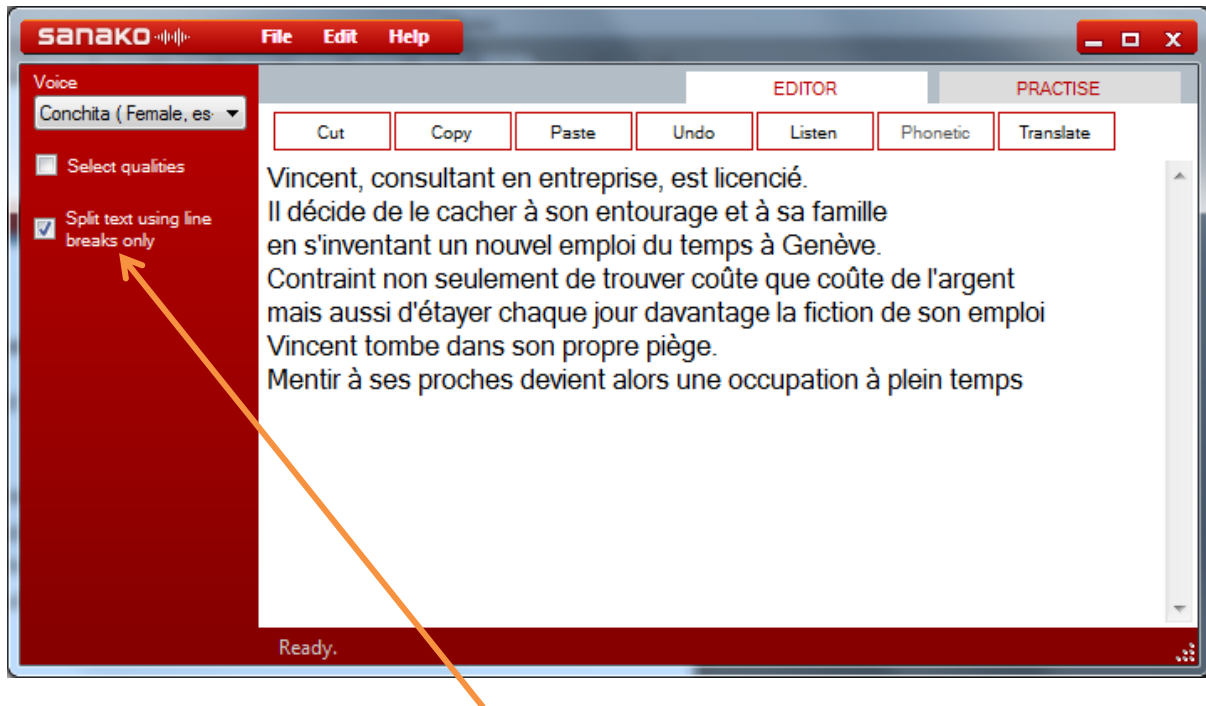 sanako File Edit Help
Voice
Conchita ( Female, es-
Select qualities
Split text using line
breaks only
EDITOR PRACTISE
Cut Copy Paste Undo Listen Phonetic Translate
Vincent, consultant en entreprise, est licencié.
Il décide de le cacher à son entourage et à sa famille
en s'inventant un nouvel emploi du temps à Genève.
Contraint non seulement de trouver coûte que coûte de l'argent
mais aussi d'étayer chaque jour davantage la fiction de son emploi
Vincent tombe dans son propre piège.
Mentir à ses proches devient alors une occupation à plein temps
Ready.